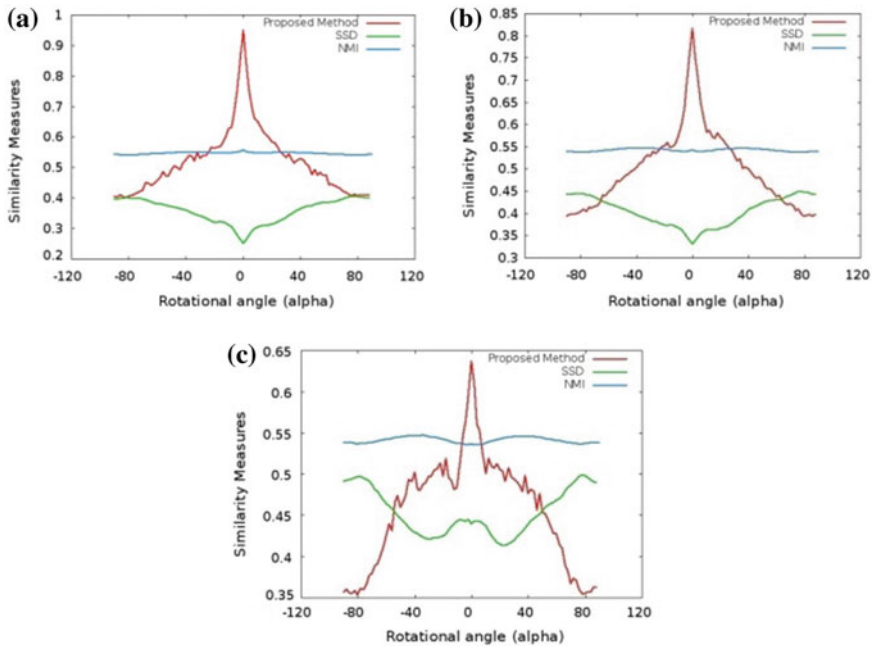 (a)
Similarity Measures
1
0.9
0.8
0.7
0.6
0.5
0.4
0.3
0.2
Proposed Method
SSD
NMI
-120 -80 -40 0 40 80 120
Rotational angle (alpha)
(b)
Similarity Measures
0.85
0.8
0.75
0.7
0.65
0.6
0.55
0.5
0.45
0.4
0.35
0.3
Proposed Method
SSD
NMI
-120 -80 -40 0 40 80 120
Rotational angle (alpha)
(c)
Similarity Measures
0.65
0.6
0.55
0.5
0.45
0.4
0.35
Proposed Method
SSD
NMI
-120 -80 -40 0 40 80 120
Rotational angle (alpha)